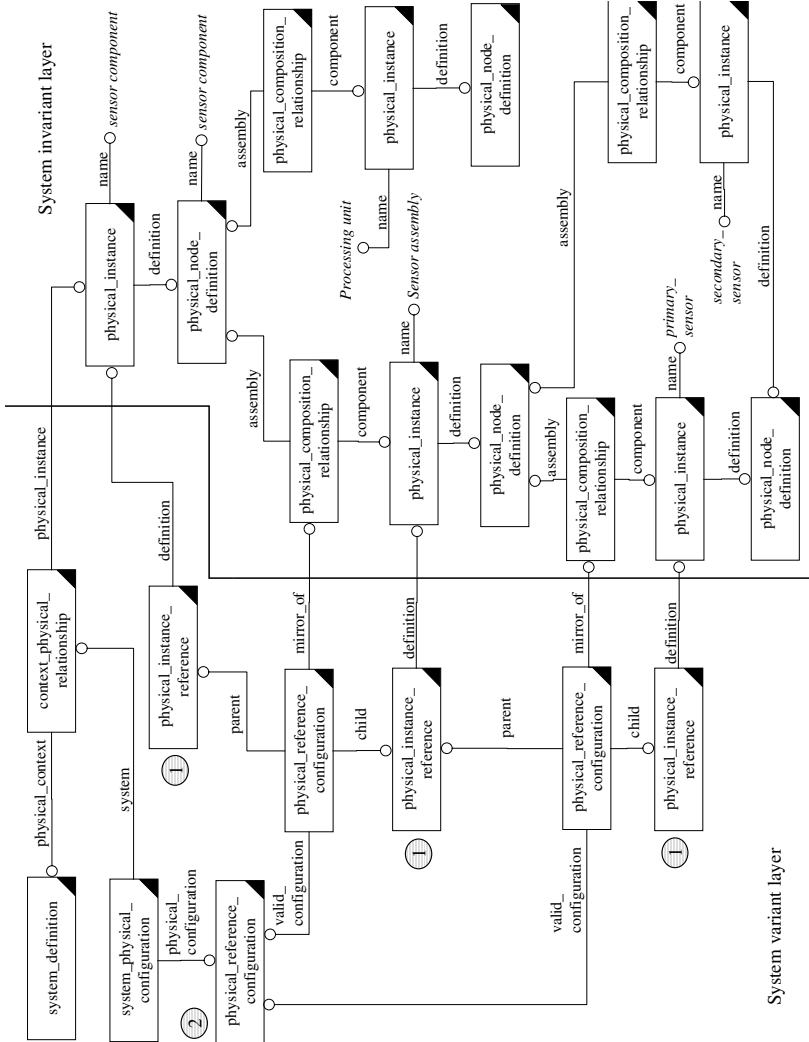 System invariant layer
name
sensor component
physical_instance
definition
name
sensor component
physical_node_
definition
assembly
physical_composition_
relationship
component
physical_instance
definition
physical_node_
definition
name
Processing unit
assembly
physical_composition_
relationship
component
physical_instance
name
Sensor assembly
definition
physical_node_
definition
assembly
physical_composition_
relationship
component
physical_instance
name
secondary_
sensor
definition
assembly
physical_composition_
relationship
component
physical_instance
name
primary_
sensor
definition
physical_node_
definition
physical_instance
definition
mirror_of
definition
mirror_of
definition
system_definition
physical_context
context_physical_
relationship
system
system_physical_
configuration
physical_
configuration
2
physical_reference_
configuration
valid_
configuration
valid_
configuration
1
physical_instance_
reference
parent
physical_reference_
configuration
child
1
physical_instance_
reference
parent
physical_reference_
configuration
child
1
physical_instance_
reference
System variant layer